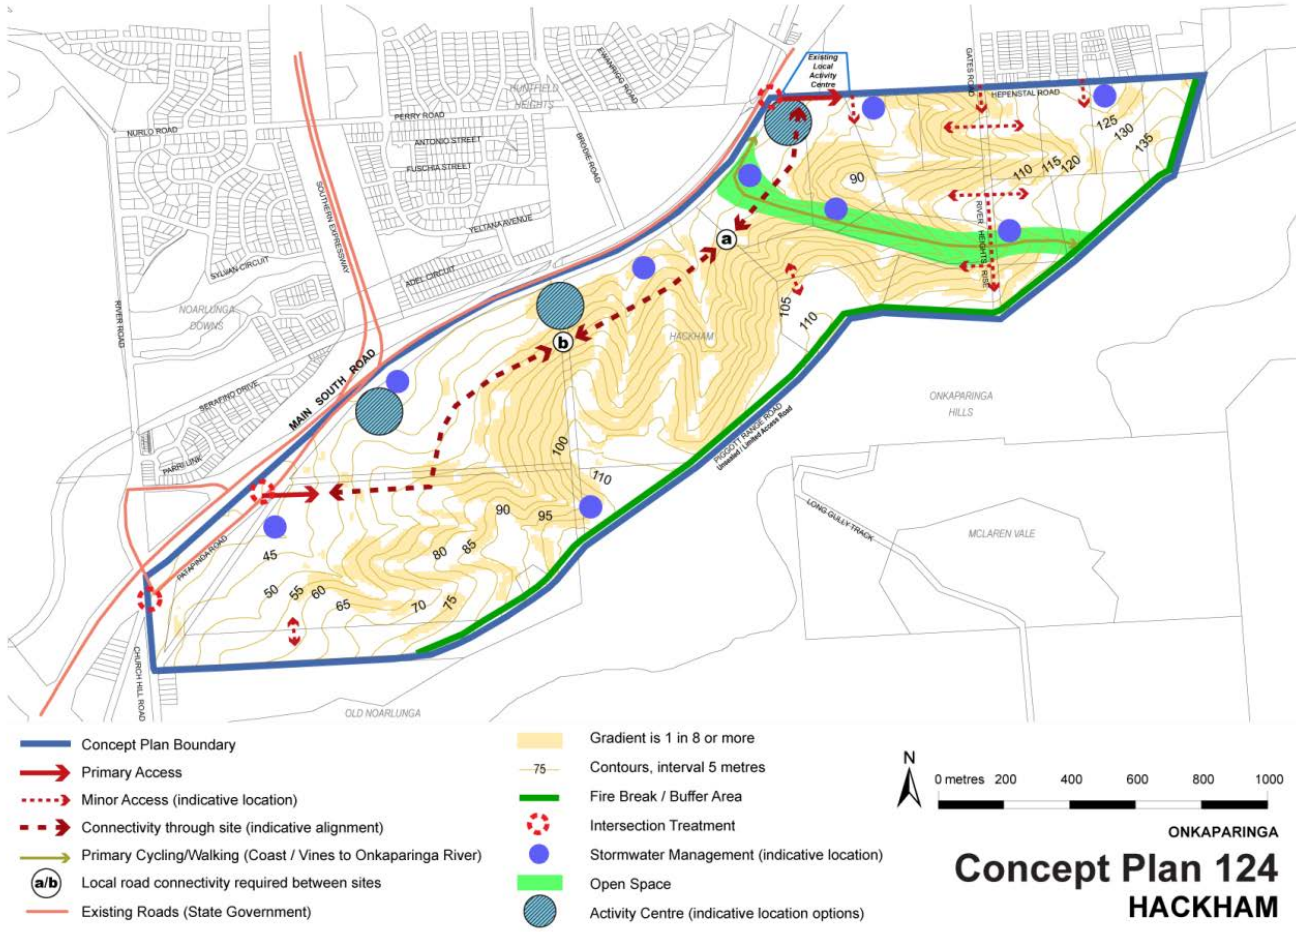 Existing
Local
Activity
Centre
GATES ROAD
HEPENSTAL ROAD
EWANRIGG ROAD
HUNTFIELD
HEIGHTS
NURLO ROAD
PERRY ROAD
ANTONIO STREET
FUSCHIA STREET
BRODIE ROAD
125
130
135
110
115
120
90
SOUTHERN EXPRESSWAY
YELTANA AVENUE
RIVER HEIGHTS RISE
a
SYLVAN CIRCUIT
ADEL CIRCUIT
NOARLUNGA
DOWNS
RIVER ROAD
105
110
HACKHAM
b
MAIN SOUTH ROAD
SERAFINO DRIVE
ONKAPARINGA
HILLS
PIGGOTT RANGE ROAD
Unsealed / Limited Access Road
100
PARRI LINK
110
90
95
LONG GULLY TRACK
MCLAREN VALE
PATAPINDA ROAD
45
80
85
50
55
60
65
70
75
CHURCH HILL ROAD
OLD NOARLUNGA
Concept Plan Boundary
Primary Access
Minor Access (indicative location)
Connectivity through site (indicative alignment)
Primary Cycling/Walking (Coast / Vines to Onkaparinga River)
a/b Local road connectivity required between sites
Existing Roads (State Government)
Gradient is 1 in 8 or more
75 Contours, interval 5 metres
Fire Break / Buffer Area
Intersection Treatment
Stormwater Management (indicative location)
Open Space
Activity Centre (indicative location options)
N
0 metres 200 400 600 800 1000
ONKAPARINGA
Concept Plan 124
HACKHAM